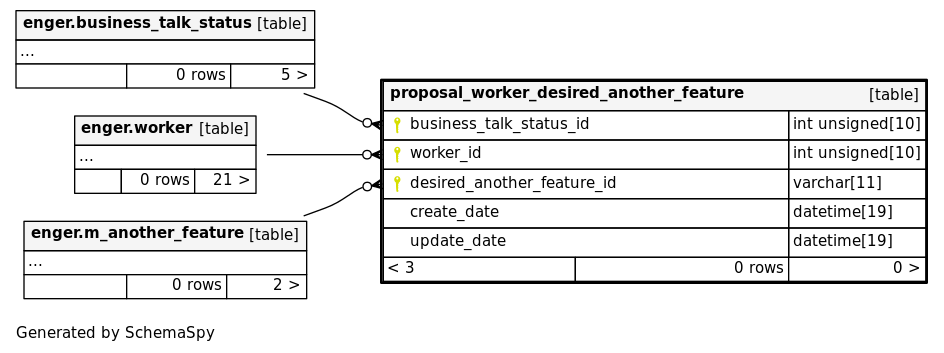 enger.business_talk_status [table]
...
0 rows 5 >
enger.worker [table]
...
0 rows 21 >
enger.m_another_feature [table]
...
0 rows 2 >
proposal_worker_desired_another_feature [table]
business_talk_status_id int unsigned[10]
worker_id int unsigned[10]
desired_another_feature_id varchar[11]
create_date datetime[19]
update_date datetime[19]
< 3 0 rows 0 >
Generated by SchemaSpy